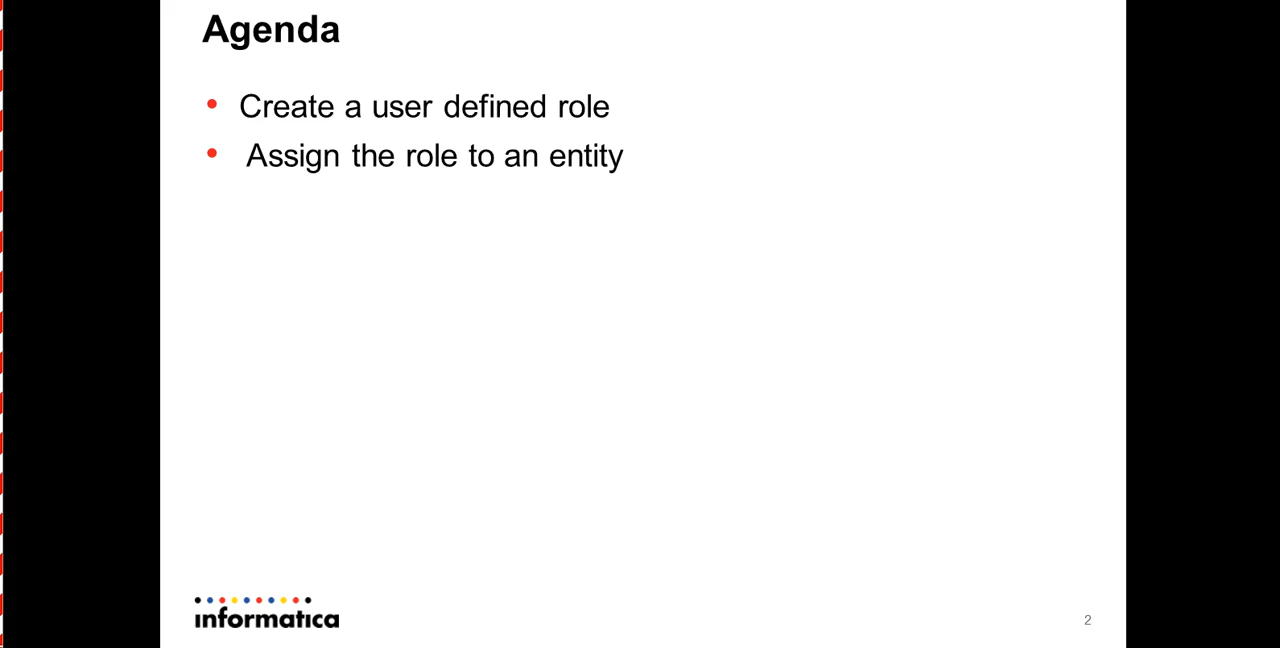 Agenda
• Create a user defined role
• Assign the role to an entity
informatica
2